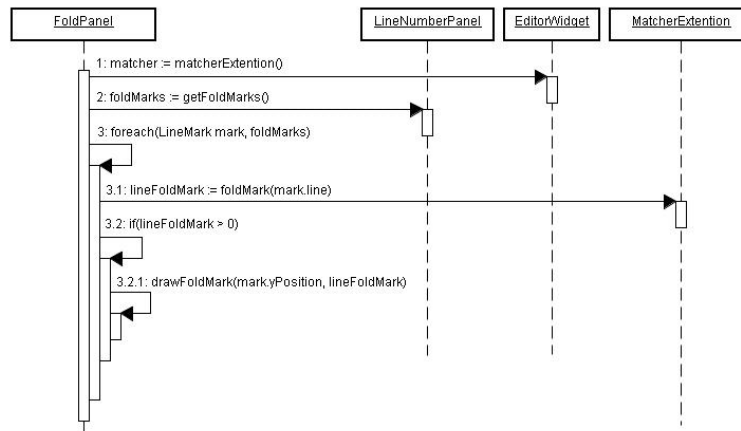 FoldPanel
LineNumberPanel
EditorWidget
MatcherExtention
1: matcher := matcherExtention()
2: foldMarks := getFoldMarks()
3: foreach(LineMark mark, foldMarks)
3.1: lineFoldMark := foldMark(mark.line)
3.2: if(lineFoldMark > 0)
3.2.1: drawFoldMark(mark.yPosition, lineFoldMark)